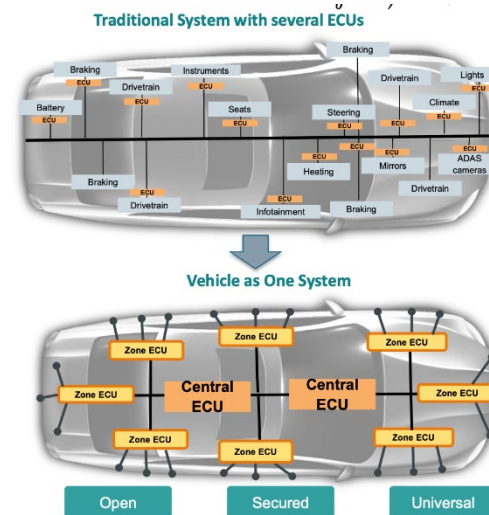 Traditional System with several ECUs
Braking
Braking
Instruments
Drivetrain
Lights
ECU
Drivetrain
ECU
ECU
Battery
ECU
Seats
Steering
Climate
ECU
ECU
ECU
ECU
ECU
ECU
ECU
ECU
ECU
ECU
Braking
ECU
Heating
Mirrors
ADAS
cameras
Drivetrain
ECU
Infotainment
Braking
Drivetrain
Vehicle as One System
Zone ECU
Zone ECU
Zone ECU
Zone ECU
Central
ECU
Central
ECU
Zone ECU
Zone ECU
Zone ECU
Zone ECU
Open
Secured
Universal